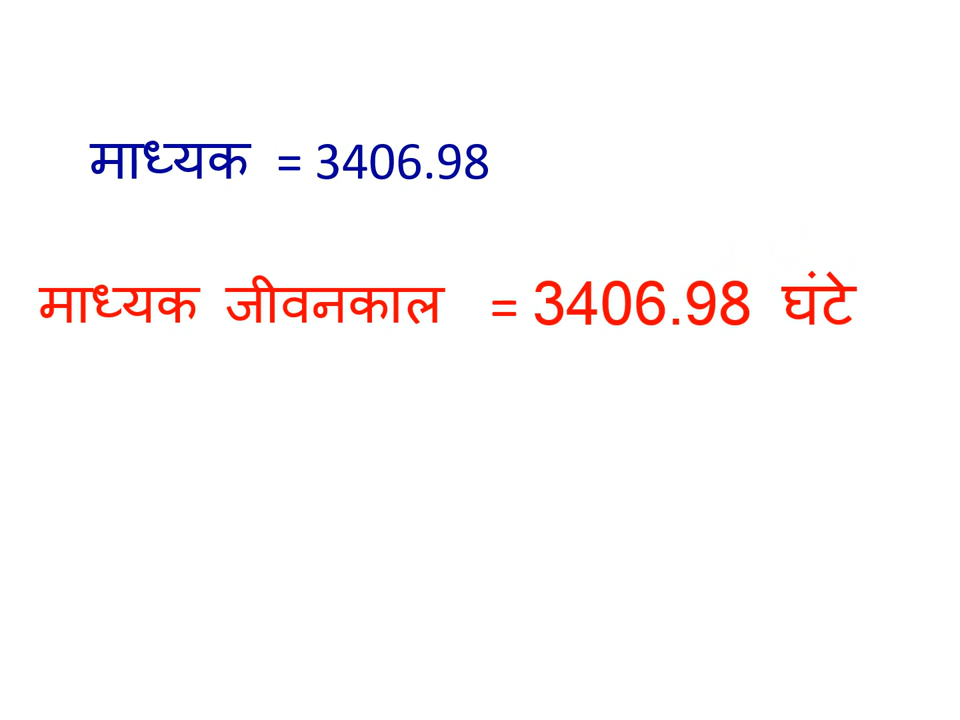 माध्यक = 3406.98
माध्यक जीवनकाल = 3406.98 घंटे